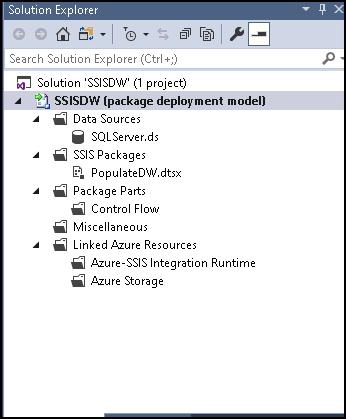 Solution Explorer
Search Solution Explorer (Ctrl+;)
Solution 'SSISDW' (1 project)
SSISDW (package deployment model)
Data Sources
SQLServer.ds
SSIS Packages
PopulateDW.dtsx
Package Parts
Control Flow
Miscellaneous
Linked Azure Resources
Azure-SSIS Integration Runtime
Azure Storage